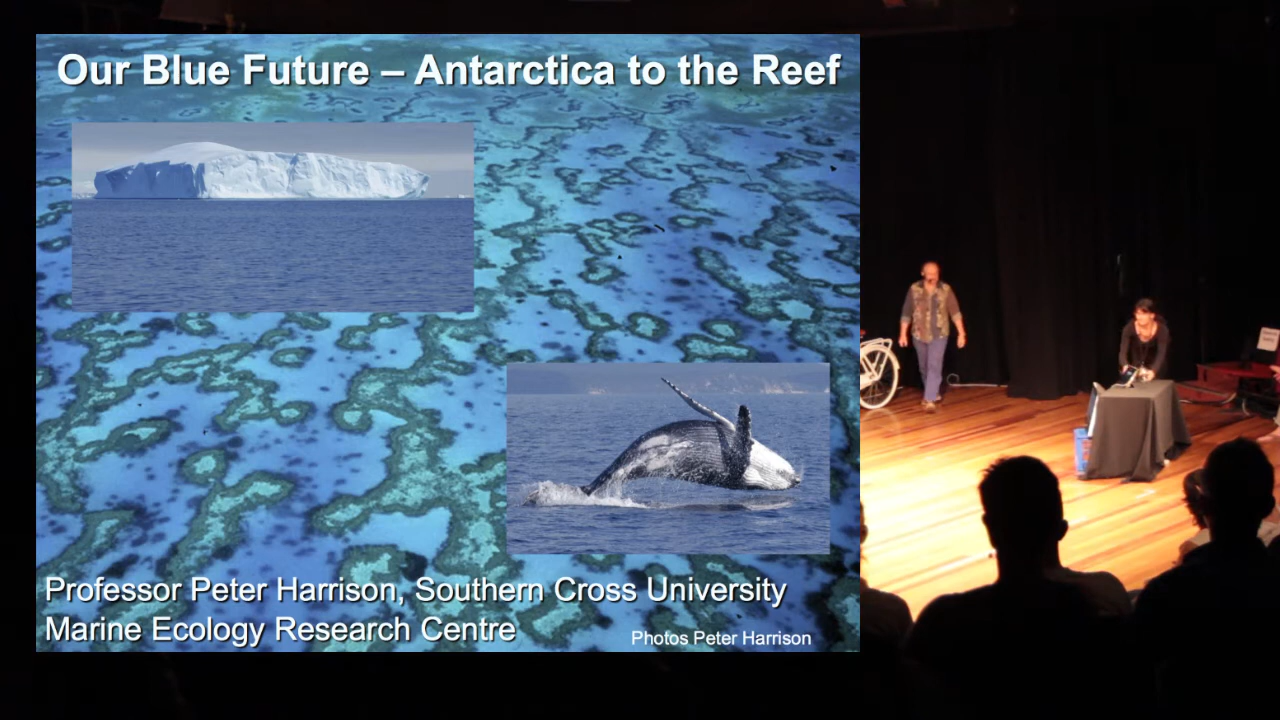 Our Blue Future – Antarctica to the Reef
Professor Peter Harrison, Southern Cross University
Marine Ecology Research Centre
Photos Peter Harrison